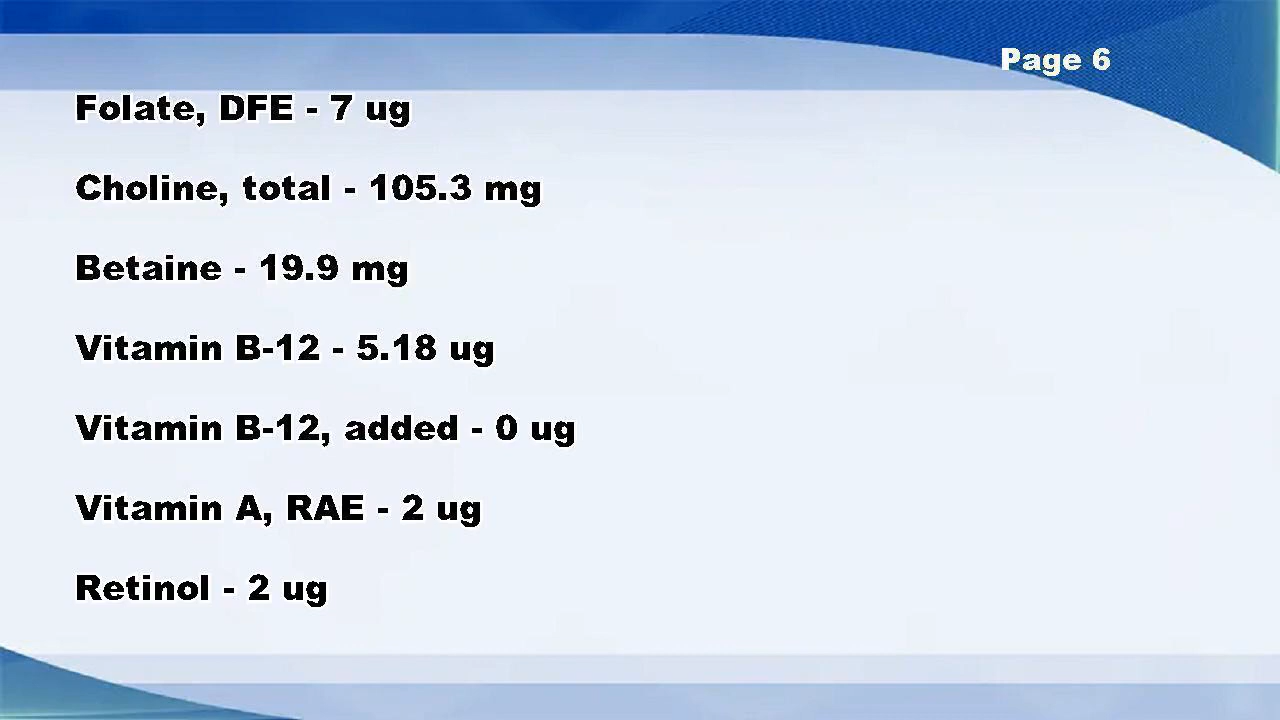 Page 6
Folate, DFE - 7 ug
Choline, total - 105.3 mg
Betaine - 19.9 mg
Vitamin B-12 - 5.18 ug
Vitamin B-12, added - 0 ug
Vitamin A, RAE - 2 ug
Retinol - 2 ug